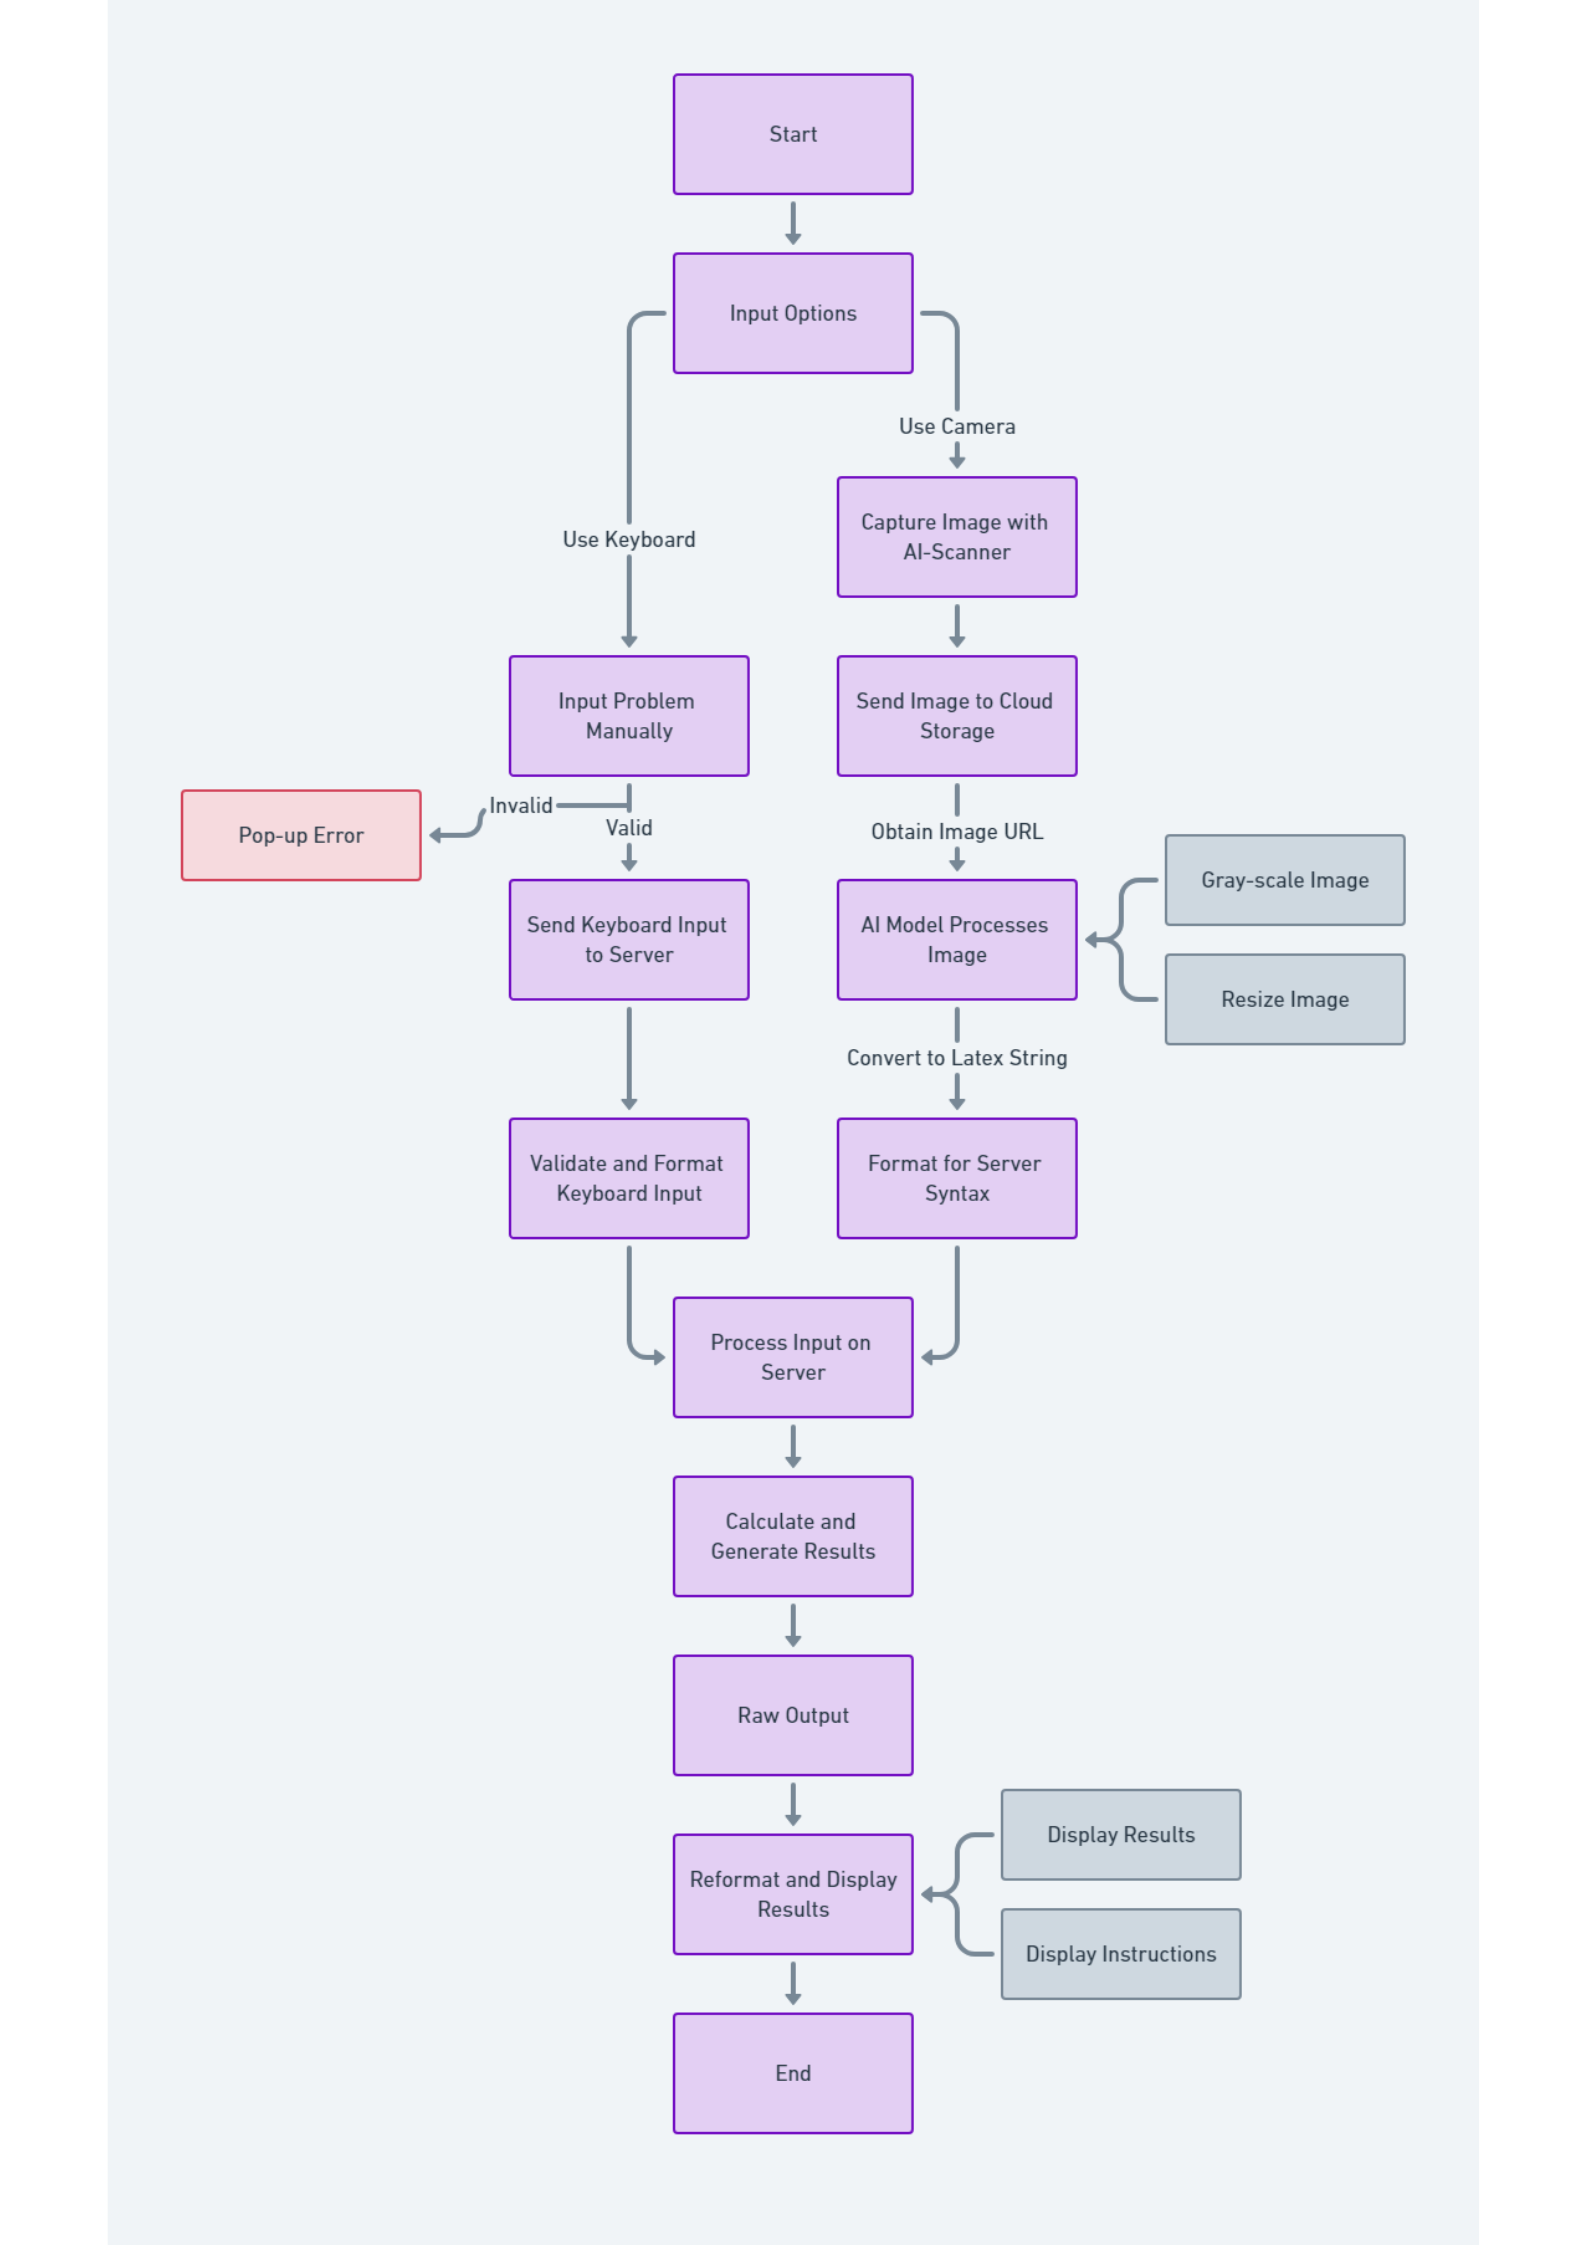 Start
Input Options
Use Camera
Use Keyboard
Capture Image with
AI-Scanner
Input Problem
Manually
Send Image to Cloud
Storage
Invalid
Valid
Pop-up Error
Obtain Image URL
Gray-scale Image
Send Keyboard Input
to Server
AI Model Processes
Image
Resize Image
Convert to Latex String
Validate and Format
Keyboard Input
Format for Server
Syntax
Process Input on
Server
Calculate and
Generate Results
Raw Output
Display Results
Reformat and Display
Results
Display Instructions
End